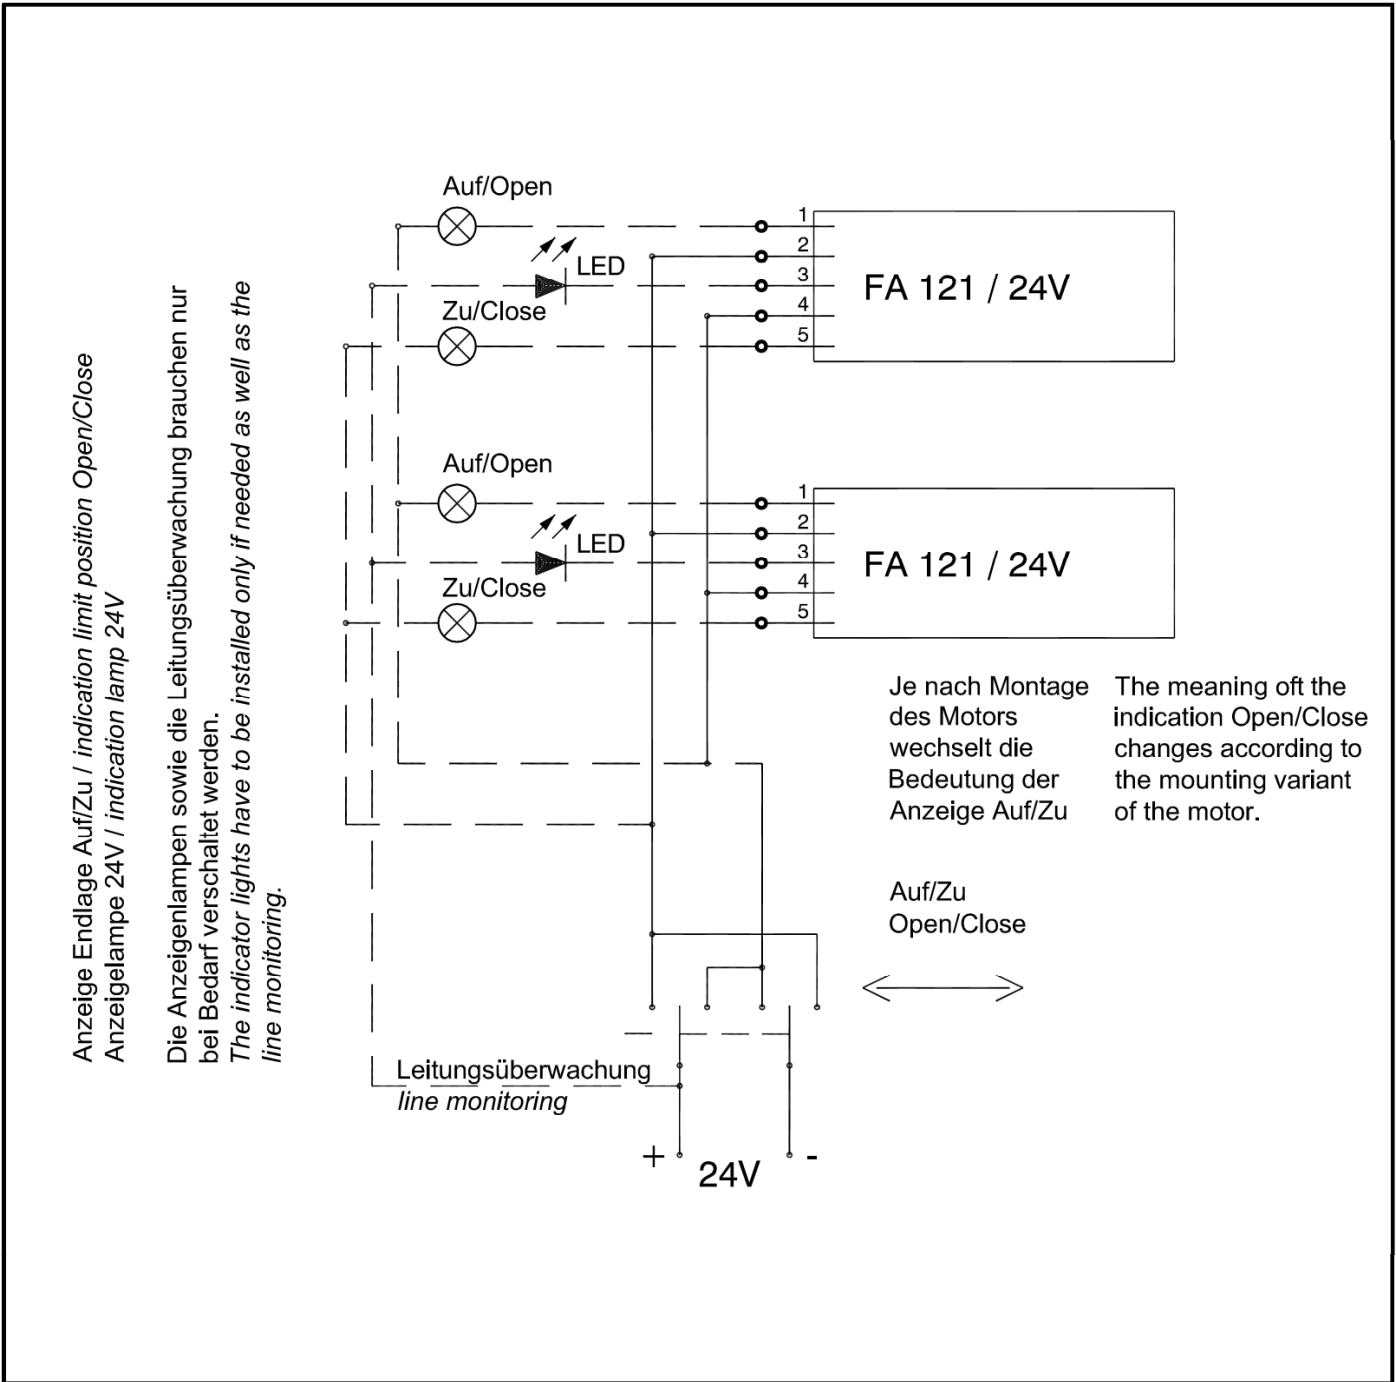 Anzeige Endlage Auf/Zu / indication limit position Open/Close
Anzeigelampe 24V / indication lamp 24V
Die Anzeigenlampen sowie die Leitungsüberwachung brauchen nur
bei Bedarf verschaltet werden.
The indicator lights have to be installed only if needed as well as the
line monitoring.
Auf/Open
LED
Zu/Close
1
2
3
4
5
FA 121 / 24V
Auf/Open
LED
Zu/Close
1
2
3
4
5
FA 121 / 24V
Je nach Montage
des Motors
wechselt die
Bedeutung der
Anzeige Auf/Zu
The meaning oft the
indication Open/Close
changes according to
the mounting variant
of the motor.
Auf/Zu
Open/Close
Leitungsüberwachung
line monitoring
+ 24V -